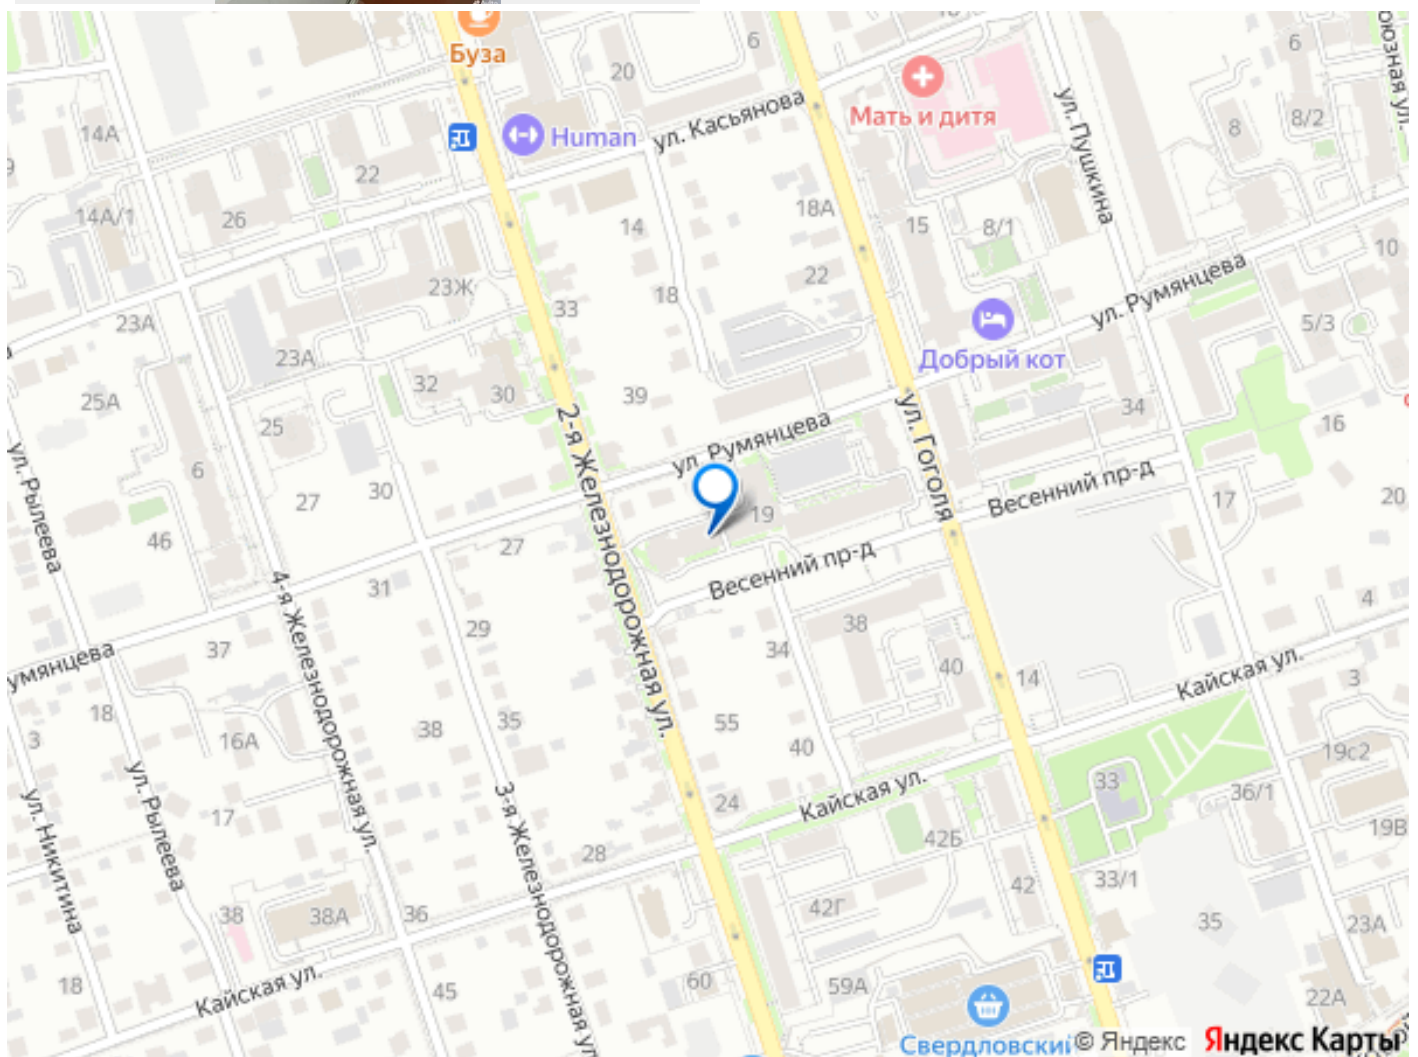 Буза
6
6
20
Мать и дитя
14А
Human
ул. Касьянова
ул. Пушкина
8
8/2
22
14А/1
26
14
18А
15
8/1
10
ул. Румянцева
23Ж
18
22
33
23А
5/3
23А
Добрый кот
32
30
39
25А
34
25
16
2-я Железнодорожная ул.
ул. Румянцева
ул. Гоголя
6
30
Весенний пр-д
20
27
17
19
ул. Рылеева
46
27
Весенний пр-д
31
4
4-я Железнодорожная ул.
29
38
34
37
умянцева
40
14
Кайская ул.
3
18
35
55
38
3
16А
40
19с2
ул. Рылеева
33
36/1
ул. Никитина
3-я Железнодорожная ул.
24
Кайская ул.
17
19В
42Б
28
33/1
42
38
38А
36
42Г
35
23А
Кайская ул.
18
45
60
59А
22А
Свердловский
© Яндекс
Яндекс Карты